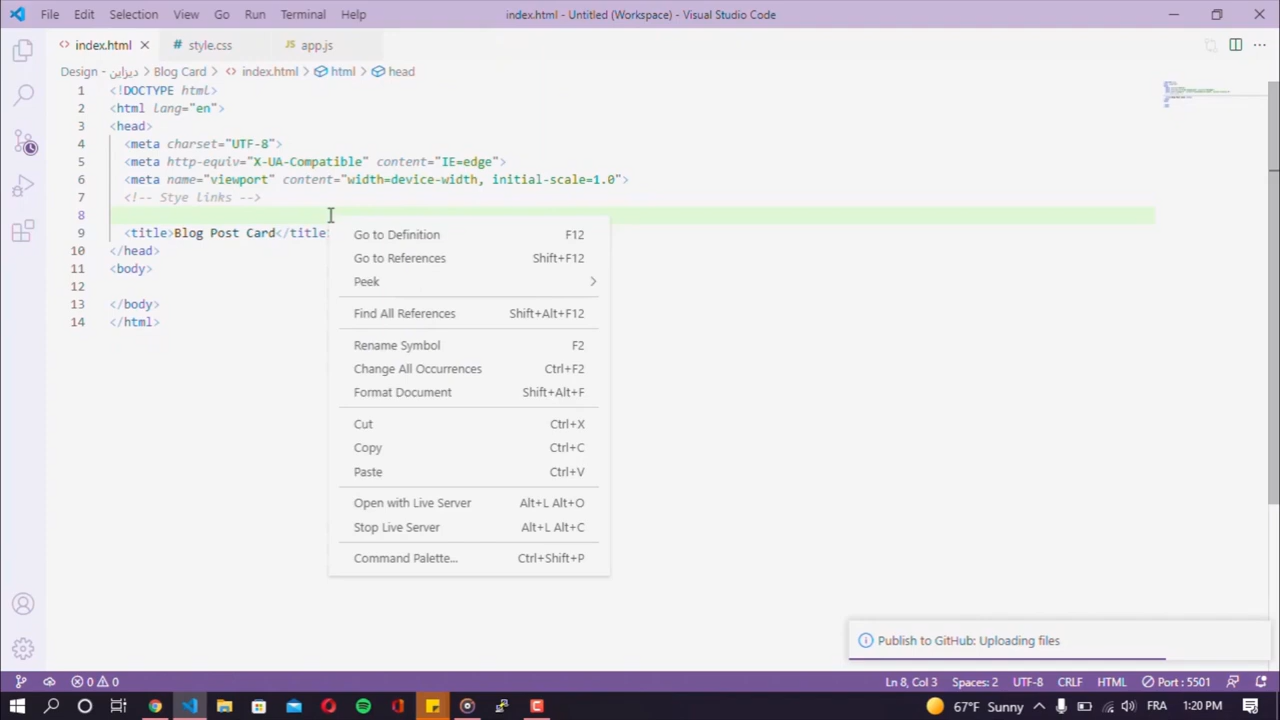 File Edit Selection View Go Run Terminal Help
index.html - Untitled (Workspace) - Visual Studio Code
index.html style.css app.js
Design - ديزاين Blog Card index.html html head
1 <!DOCTYPE html>
2 <html lang="en">
3 <head>
4 <meta charset="UTF-8">
5 <meta http-equiv="X-UA-Compatible" content="IE=edge">
6 <meta name="viewport" content="width=device-width, initial-scale=1.0">
7 <!-- Stye links -->
8
9 <title>Blog Post Card</title
10 </head>
11 <body>
12
13 </body>
14 </html>
Go to Definition F12
Go to References Shift+F12
Peek
Find All References Shift+Alt+F12
Rename Symbol F2
Change All Occurrences Ctrl+F2
Format Document Shift+Alt+F
Cut Ctrl+X
Copy Ctrl+C
Paste Ctrl+V
Open with Live Server Alt+L Alt+O
Stop Live Server Alt+L Alt+C
Command Palette... Ctrl+Shift+P
Publish to GitHub: Uploading files
0 0 Ln 8, Col 3 Spaces: 2 UTF-8 CRLF HTML Port : 5501
67°F Sunny FRA 1:20 PM